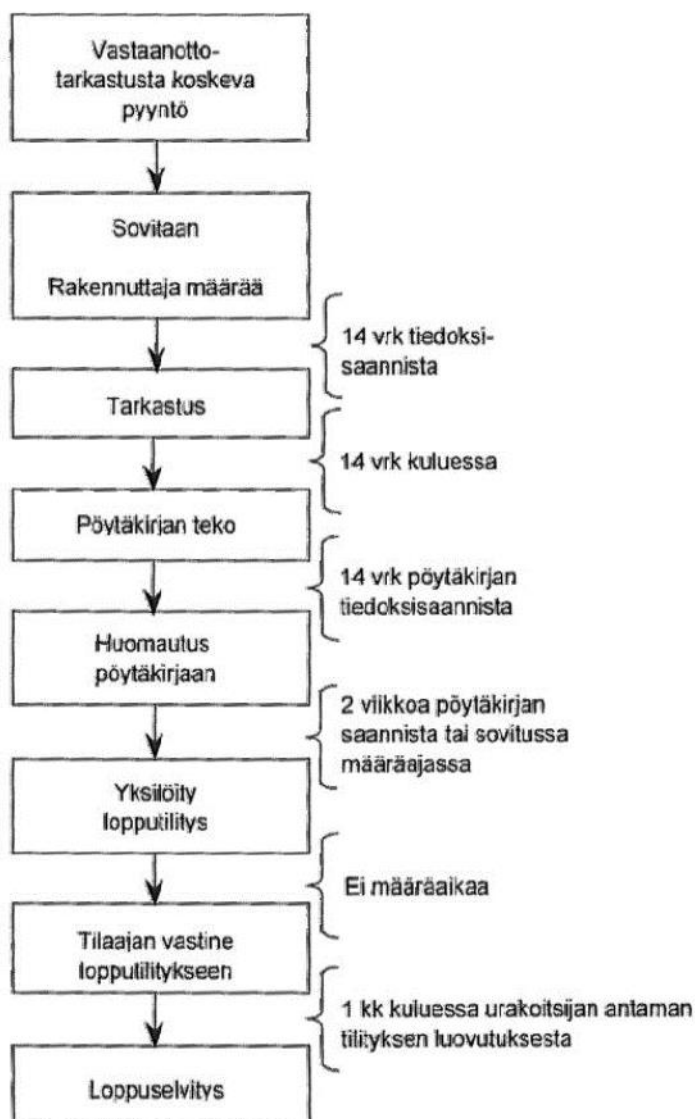 Vastaanotto-
tarkastusta koskeva
pyyntö
Sovitaan
Rakennuttaja määrää
14 vrk tiedoksi-
saannista
Tarkastus
14 vrk kuluessa
Pöytäkirjan teko
14 vrk pöytäkirjan
tiedoksisaannista
Huomautus
pöytäkirjaan
2 viikkoa pöytäkirjan
saannista tai sovitussa
määräajassa
Yksilöity
lopputilitys
Ei määräaikaa
Tilaajan vastine
lopputilitykseen
1 kk kuluessa urakoitsijan antaman
tilityksen luovutuksesta
Loppuselvitys